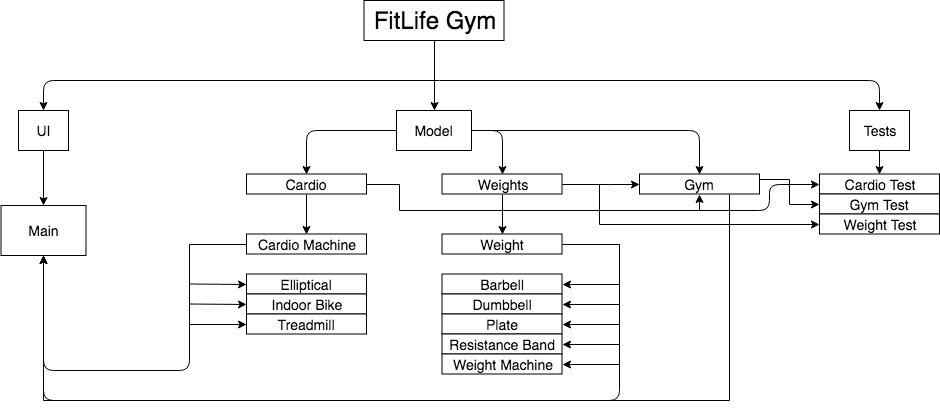 FitLife Gym
UI
Model
Tests
Cardio
Weights
Gym
Cardio Test
Gym Test
Weight Test
Main
Cardio Machine
Weight
Elliptical
Indoor Bike
Treadmill
Barbell
Dumbbell
Plate
Resistance Band
Weight Machine